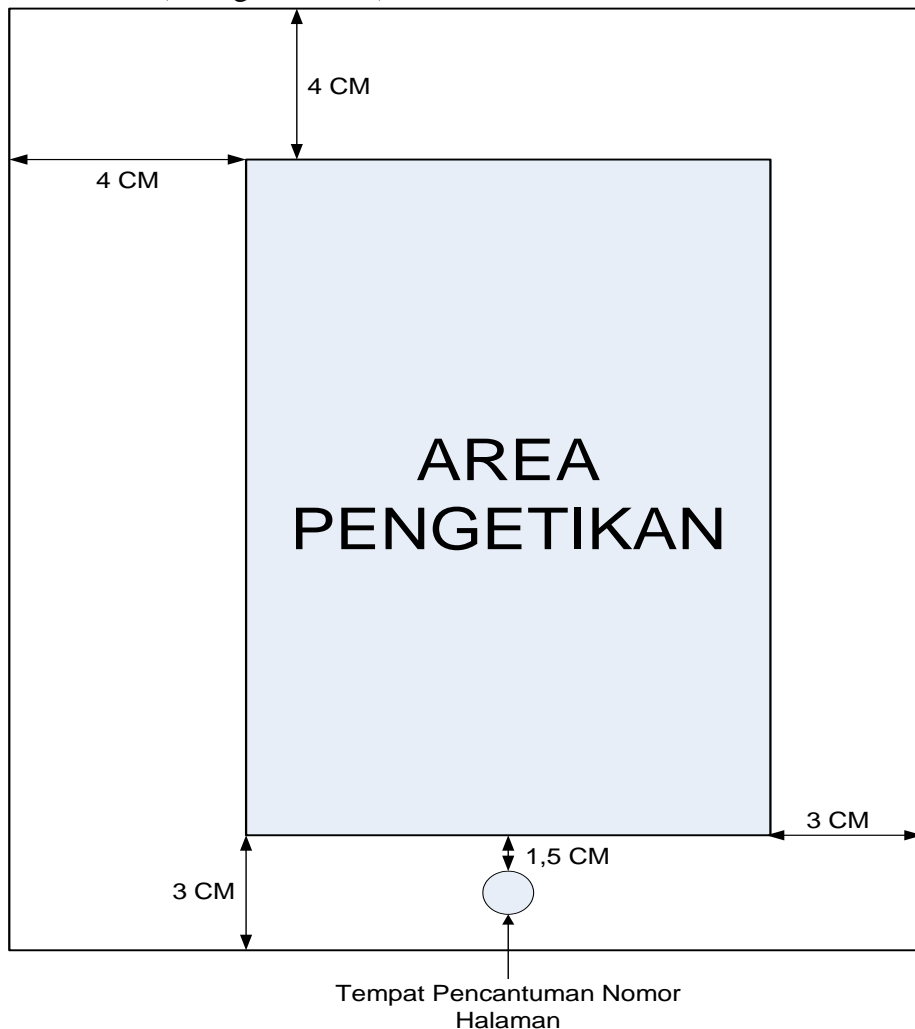 4 CM
4 CM
AREA
PENGETIKAN
3 CM
1,5 CM
3 CM
Tempat Pencantuman Nomor
Halaman